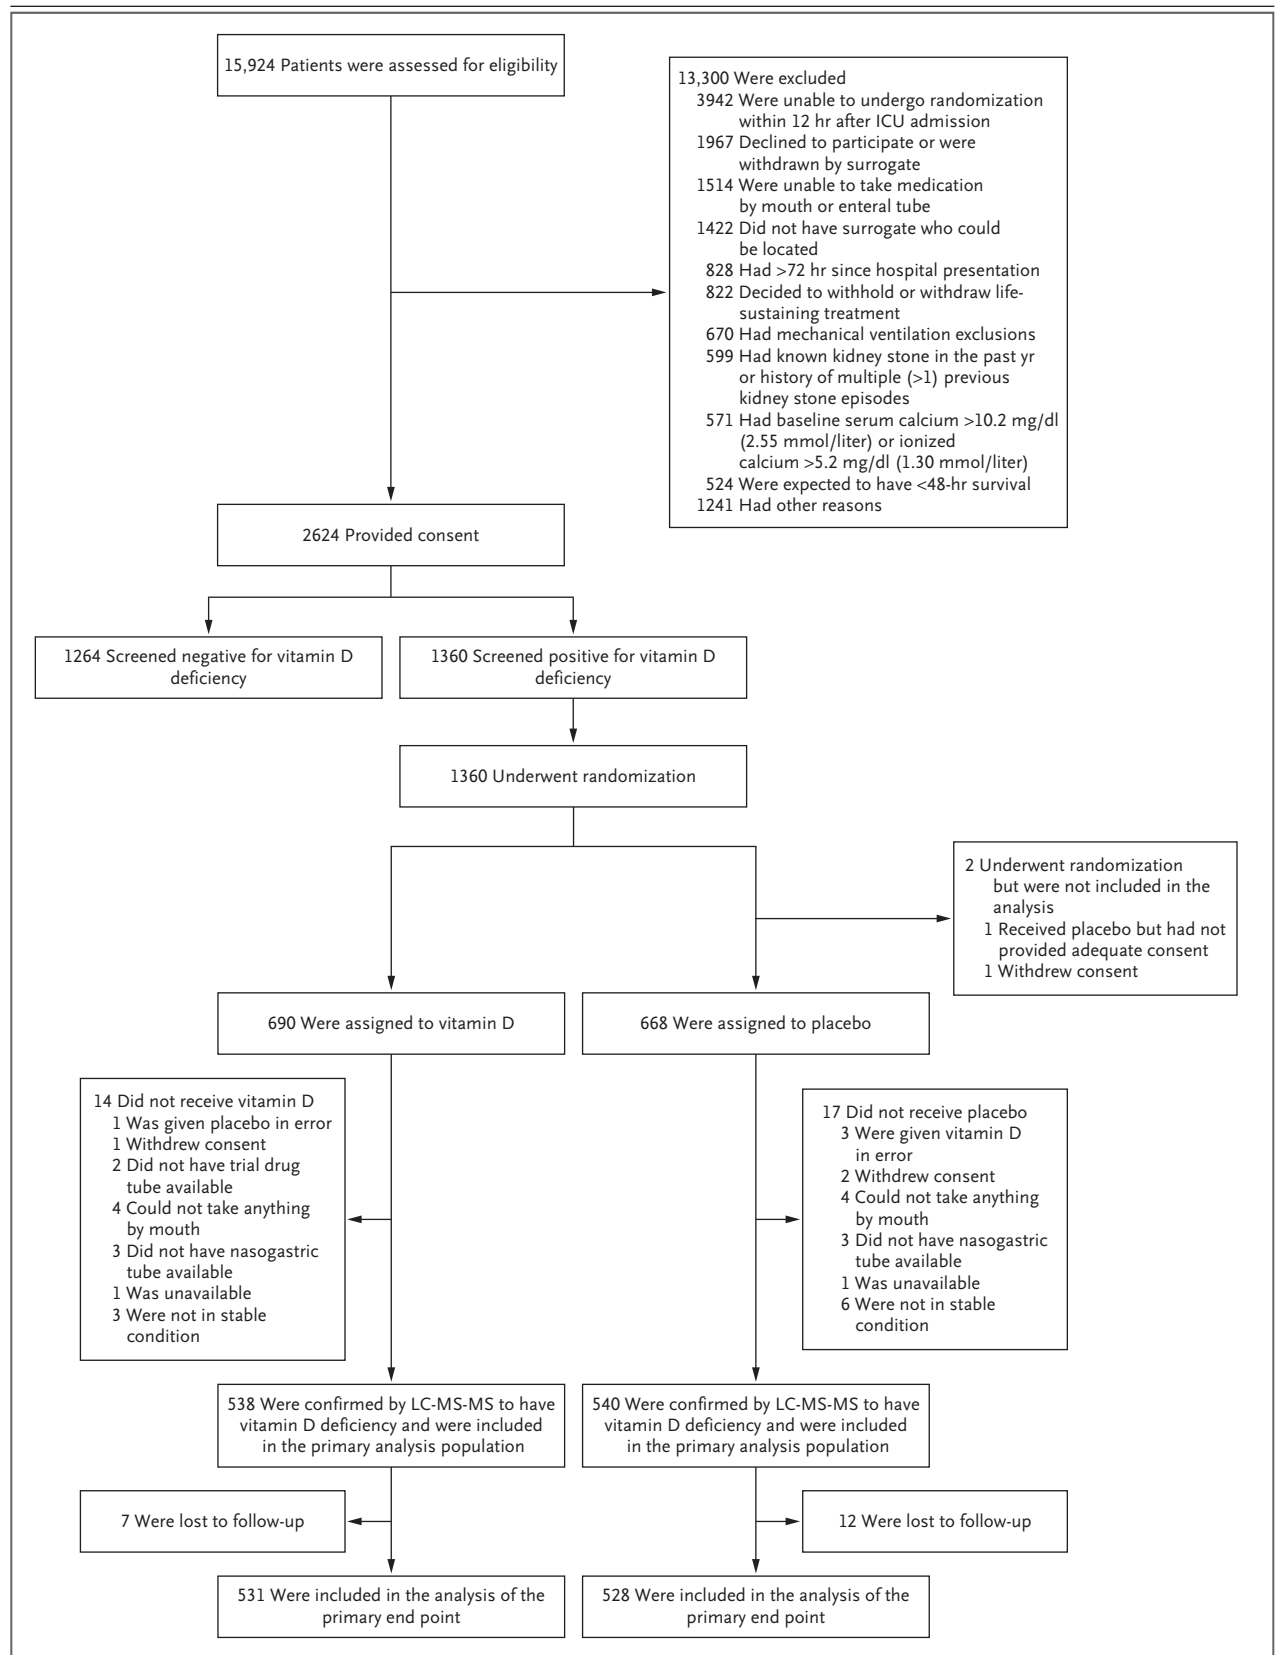 15,924 Patients were assessed for eligibility
13,300 Were excluded
3942 Were unable to undergo randomization
within 12 hr after ICU admission
1967 Declined to participate or were
withdrawn by surrogate
1514 Were unable to take medication
by mouth or enteral tube
1422 Did not have surrogate who could
be located
828 Had >72 hr since hospital presentation
822 Decided to withhold or withdraw life-
sustaining treatment
670 Had mechanical ventilation exclusions
599 Had known kidney stone in the past yr
or history of multiple (>1) previous
kidney stone episodes
571 Had baseline serum calcium >10.2 mg/dl
(2.55 mmol/liter) or ionized
calcium >5.2 mg/dl (1.30 mmol/liter)
524 Were expected to have <48-hr survival
1241 Had other reasons
2624 Provided consent
1264 Screened negative for vitamin D
deficiency
1360 Screened positive for vitamin D
deficiency
1360 Underwent randomization
2 Underwent randomization
but were not included in the
analysis
1 Received placebo but had not
provided adequate consent
1 Withdrew consent
690 Were assigned to vitamin D
668 Were assigned to placebo
14 Did not receive vitamin D
1 Was given placebo in error
1 Withdrew consent
2 Did not have trial drug
tube available
4 Could not take anything
by mouth
3 Did not have nasogastric
tube available
1 Was unavailable
3 Were not in stable
condition
17 Did not receive placebo
3 Were given vitamin D
in error
2 Withdrew consent
4 Could not take anything
by mouth
3 Did not have nasogastric
tube available
1 Was unavailable
6 Were not in stable
condition
538 Were confirmed by LC-MS-MS to have
vitamin D deficiency and were included
in the primary analysis population
540 Were confirmed by LC-MS-MS to have
vitamin D deficiency and were included
in the primary analysis population
7 Were lost to follow-up
12 Were lost to follow-up
531 Were included in the analysis of the
primary end point
528 Were included in the analysis of the
primary end point